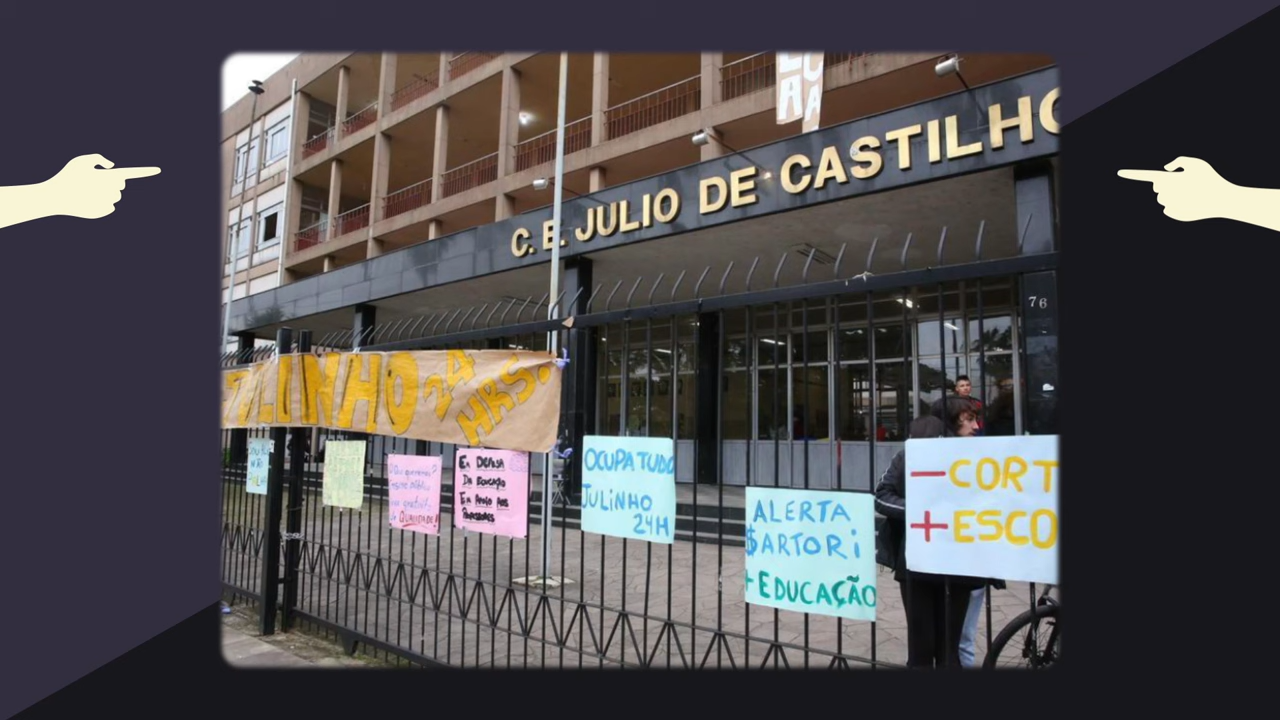 C. E. JULIO DE CASTILHO
76
JULINHO 24
HRS.
EM DEFESA
DA EDUCAÇÃO
EM APOIO AOS
PROFESSORES
QUALIDADE!
OCUPA TUDO
JULINHO
24H
ALERTA
$ARTORI
+EDUCAÇÃO
-CORT
+ESCO